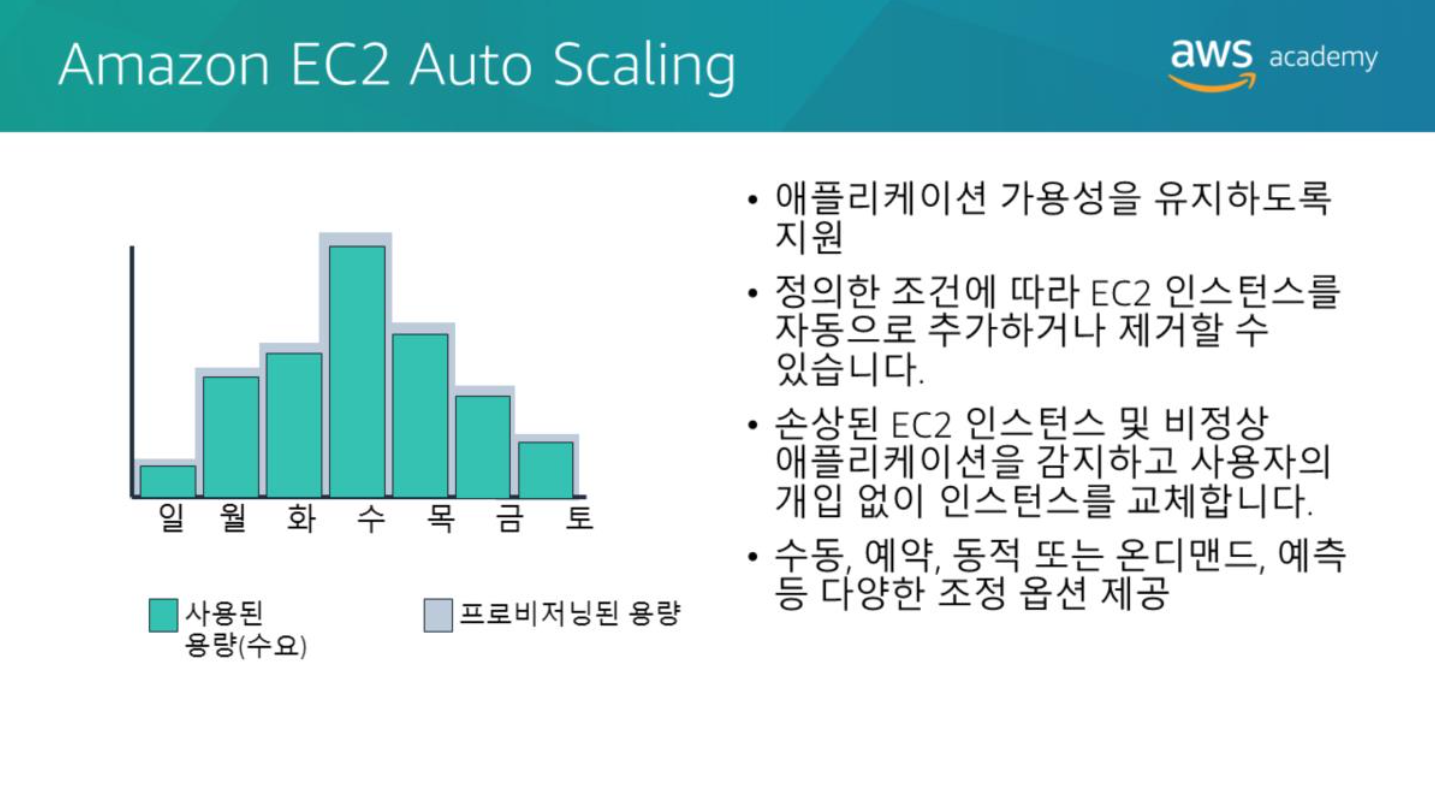 Amazon EC2 Auto Scaling
aws academy
• 애플리케이션 가용성을 유지하도록
지원
• 정의한 조건에 따라 EC2 인스턴스를
자동으로 추가하거나 제거할 수
있습니다.
• 손상된 EC2 인스턴스 및 비정상
애플리케이션을 감지하고 사용자의
개입 없이 인스턴스를 교체합니다.
• 수동, 예약, 동적 또는 온디맨드, 예측
등 다양한 조정 옵션 제공
일 월 화 수 목 금 토
사용된
용량(수요)
프로비저닝된 용량